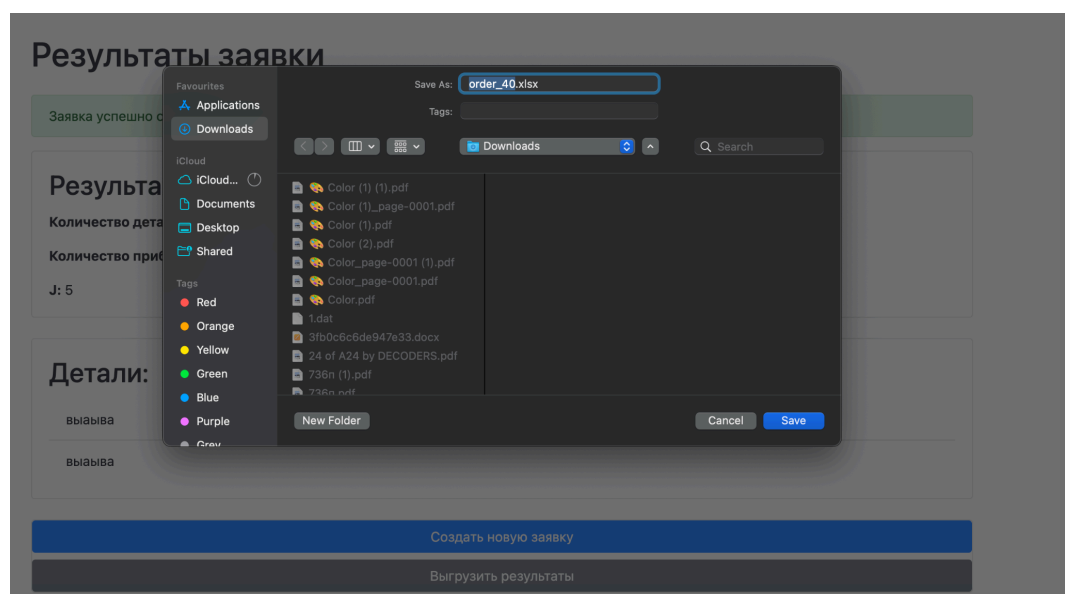 Результаты заявки
Заявка успешно
Результа
Количество дета
Количество приб
J: 5
Детали:
выаыва
выаыва
Создать новую заявку
Выгрузить результаты
Favourites
Applications
Downloads
iCloud
iCloud...
Documents
Desktop
Shared
Tags
Red
Orange
Yellow
Green
Blue
Purple
Grey
Save As: order_40.xlsx
Tags:
Downloads
Search
Color (1) (1).pdf
Color (1)_page-0001.pdf
Color (1).pdf
Color (2).pdf
Color_page-0001 (1).pdf
Color_page-0001.pdf
Color.pdf
1.dat
3fb0c6c6de947e33.docx
24 of A24 by DECODERS.pdf
736п (1).pdf
736п.pdf
New Folder
Cancel
Save